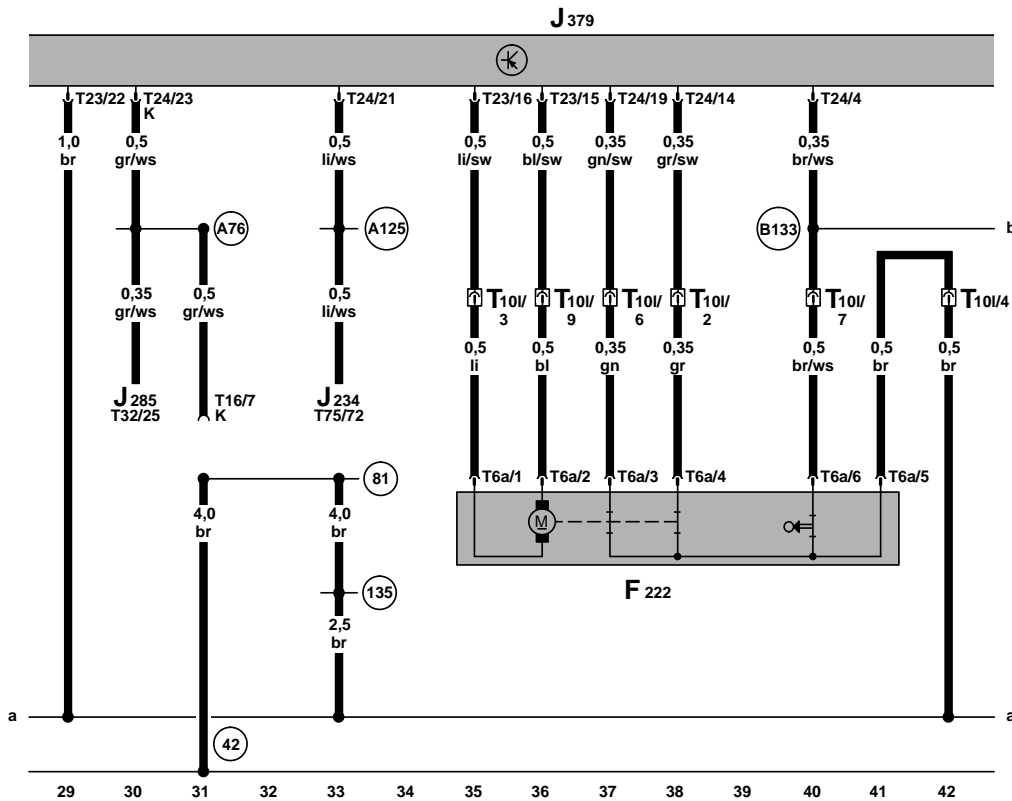 J 379
T23/22 T24/23 T24/21 T23/16 T23/15 T24/19 T24/14 T24/4
K
1,0 0,5 0,5 0,5 0,5 0,35 0,35 0,35
br gr/ws li/ws li/sw bl/sw gn/sw gr/sw br/ws
A76 A125 B133 b
0,35 0,5 0,5 T10l/ T10l/ T10l/ T10l/ T10l/ T10l/4
gr/ws gr/ws li/ws 3 9 6 2 7
0,5 0,5 0,35 0,35 0,5 0,5 0,5
li bl gn gr br/ws br br
J 285 T16/7 J 234
T32/25 K T75/72
81 T6a/1 T6a/2 T6a/3 T6a/4 T6a/6 T6a/5
4,0 4,0 M
br br
135 F 222
2,5
br
a a
42
29 30 31 32 33 34 35 36 37 38 39 40 41 42